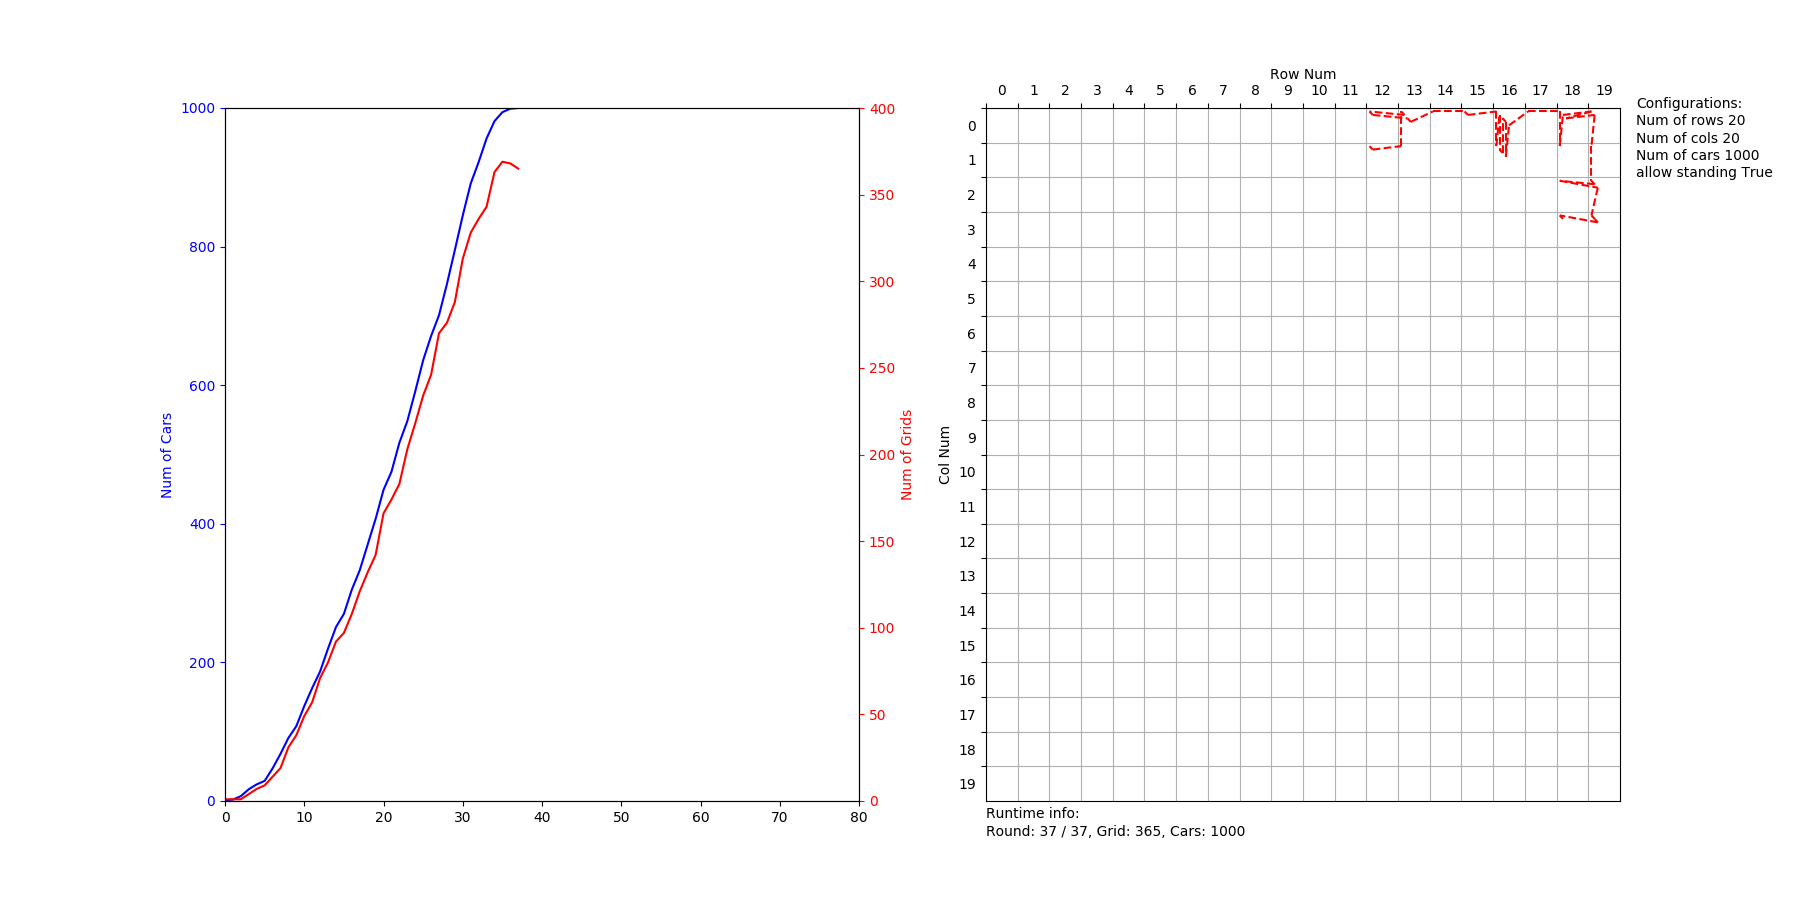 1000
800
600
400
200
0
Num of Cars
0 10 20 30 40 50 60 70 80
400
350
300
250
200
150
100
50
0
Num of Grids
Row Num
0 1 2 3 4 5 6 7 8 9 10 11 12 13 14 15 16 17 18 19
Col Num
0
1
2
3
4
5
6
7
8
9
10
11
12
13
14
15
16
17
18
19
Configurations:
Num of rows 20
Num of cols 20
Num of cars 1000
allow standing True
Runtime info:
Round: 37 / 37, Grid: 365, Cars: 1000